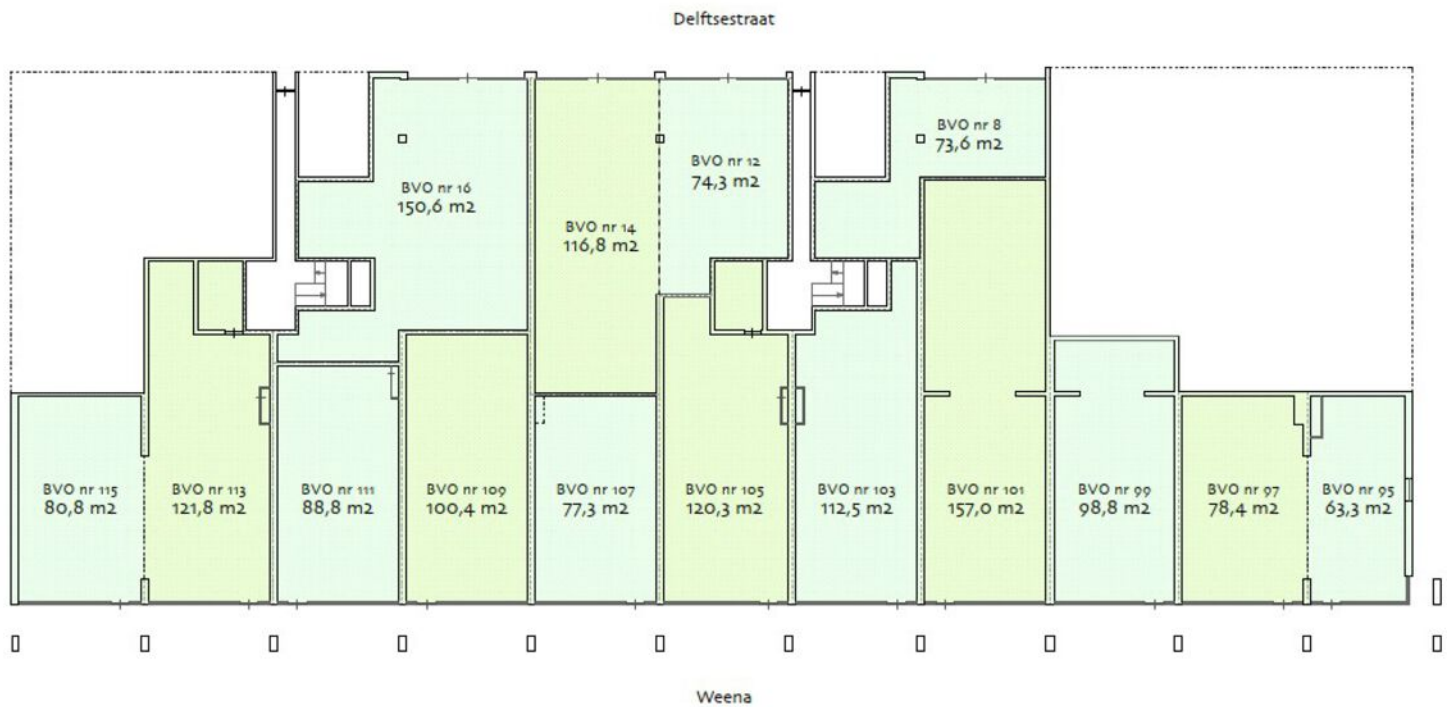 Delftsestraat
BVO nr 16
150,6 m2
BVO nr 14
116,8 m2
BVO nr 12
74,3 m2
BVO nr 8
73,6 m2
BVO nr 115
80,8 m2
BVO nr 113
121,8 m2
BVO nr 111
88,8 m2
BVO nr 109
100,4 m2
BVO nr 107
77,3 m2
BVO nr 105
120,3 m2
BVO nr 103
112,5 m2
BVO nr 101
157,0 m2
BVO nr 99
98,8 m2
BVO nr 97
78,4 m2
BVO nr 95
63,3 m2
Weena